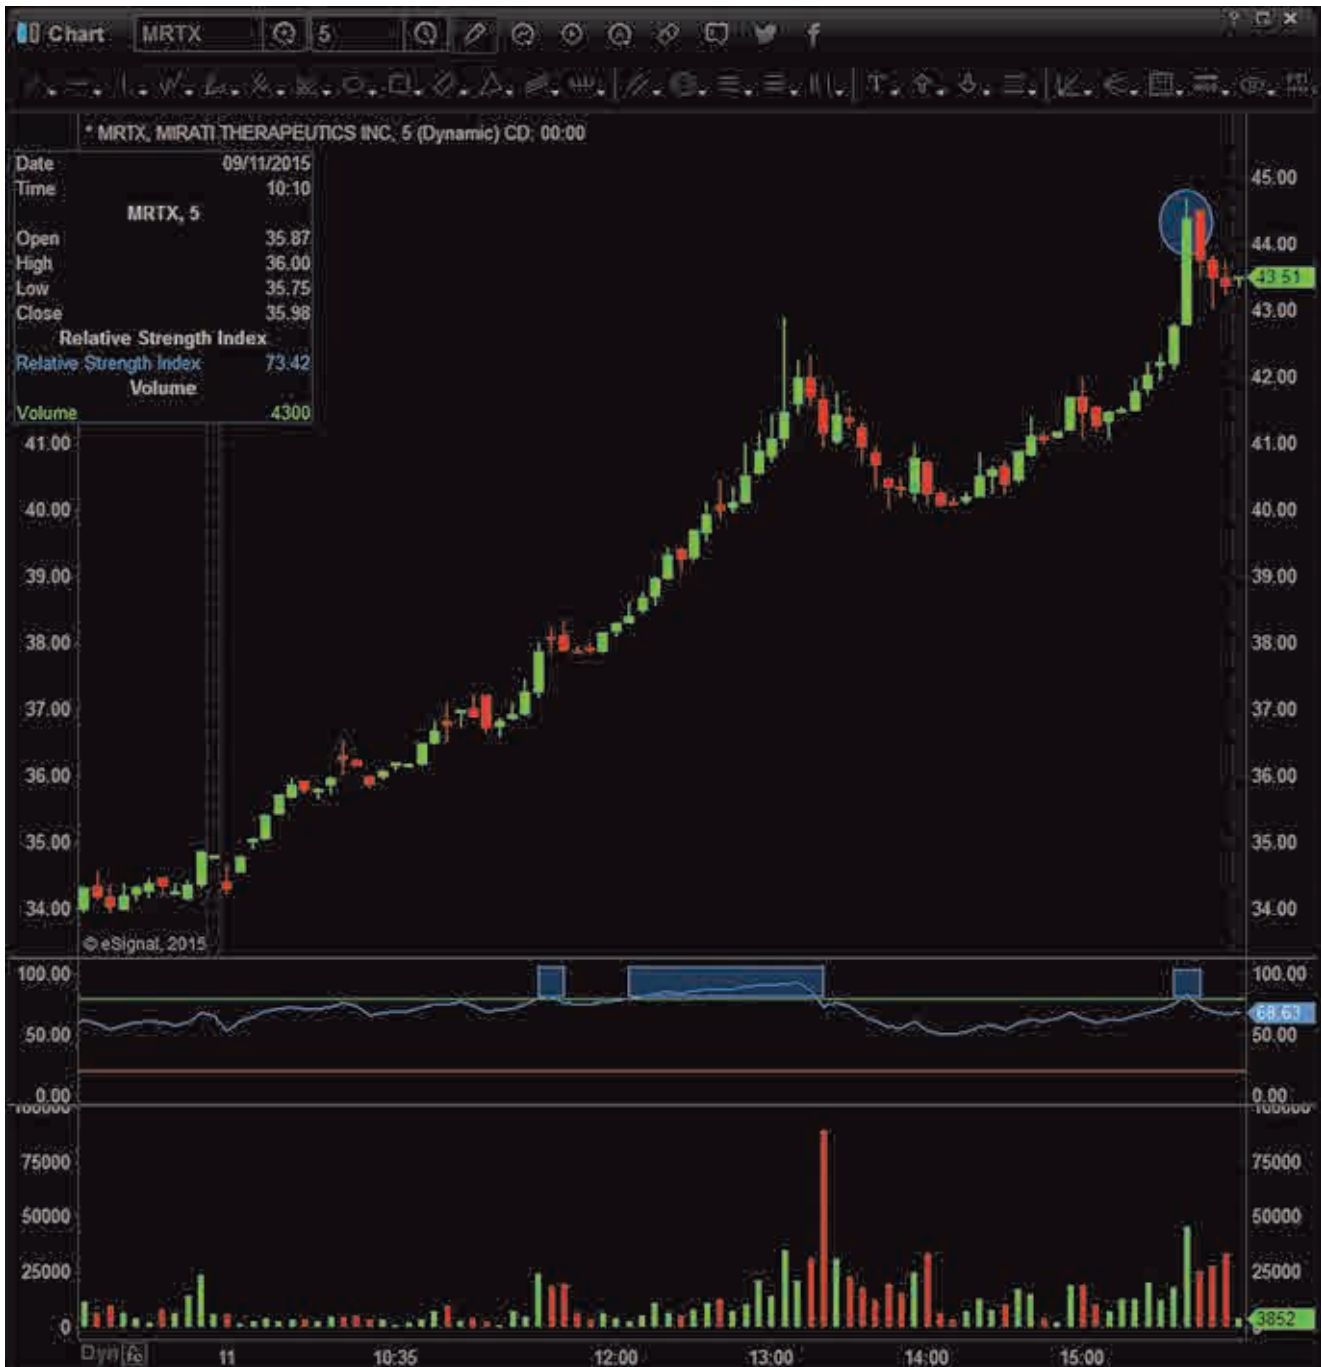 Chart MRTX 5
* MRTX, MIRATI THERAPEUTICS INC, 5 (Dynamic) CD: 00:00
Date 09/11/2015
Time 10:10
MRTX, 5
Open 35.87
High 36.00
Low 35.75
Close 35.98
Relative Strength Index
Relative Strength Index 73.42
Volume
Volume 4300
45.00
44.00
43.51
43.00
42.00
41.00 41.00
40.00 40.00
39.00 39.00
38.00 38.00
37.00 37.00
36.00 36.00
35.00 35.00
34.00 34.00
© eSignal, 2015
100.00 100.00
68.63
50.00 50.00
0.00 0.00
100000 100000
75000 75000
50000 50000
25000 25000
3852
0
Dyn 11 10:35 12:00 13:00 14:00 15:00